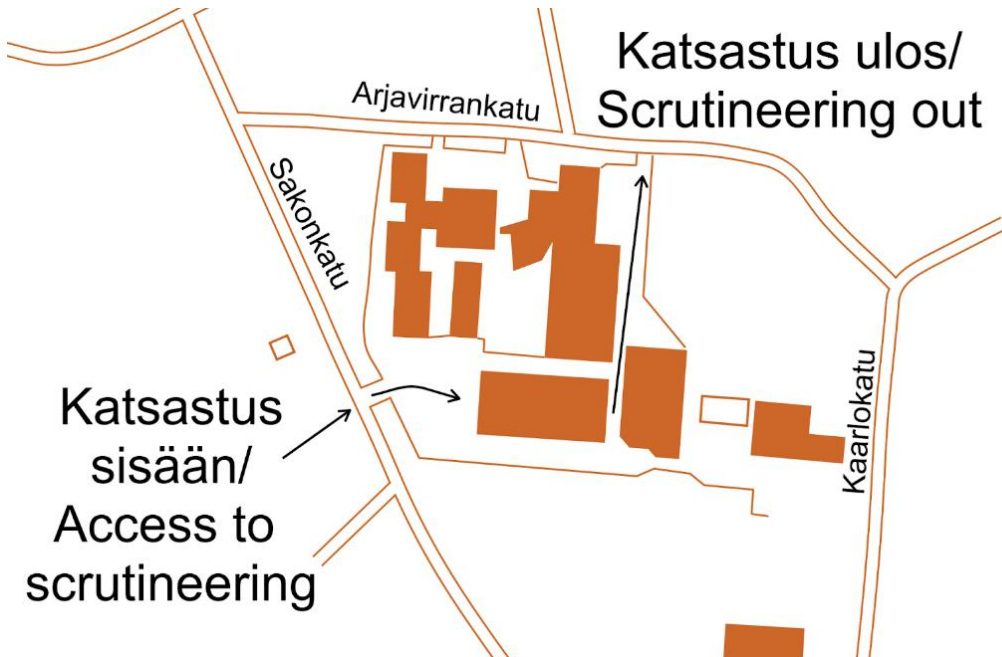 Katsastus ulos/
Scrutineering out
Arjavirrankatu
Sakonkatu
Kaarlokatu
Katsastus
sisään/
Access to
scrutineering